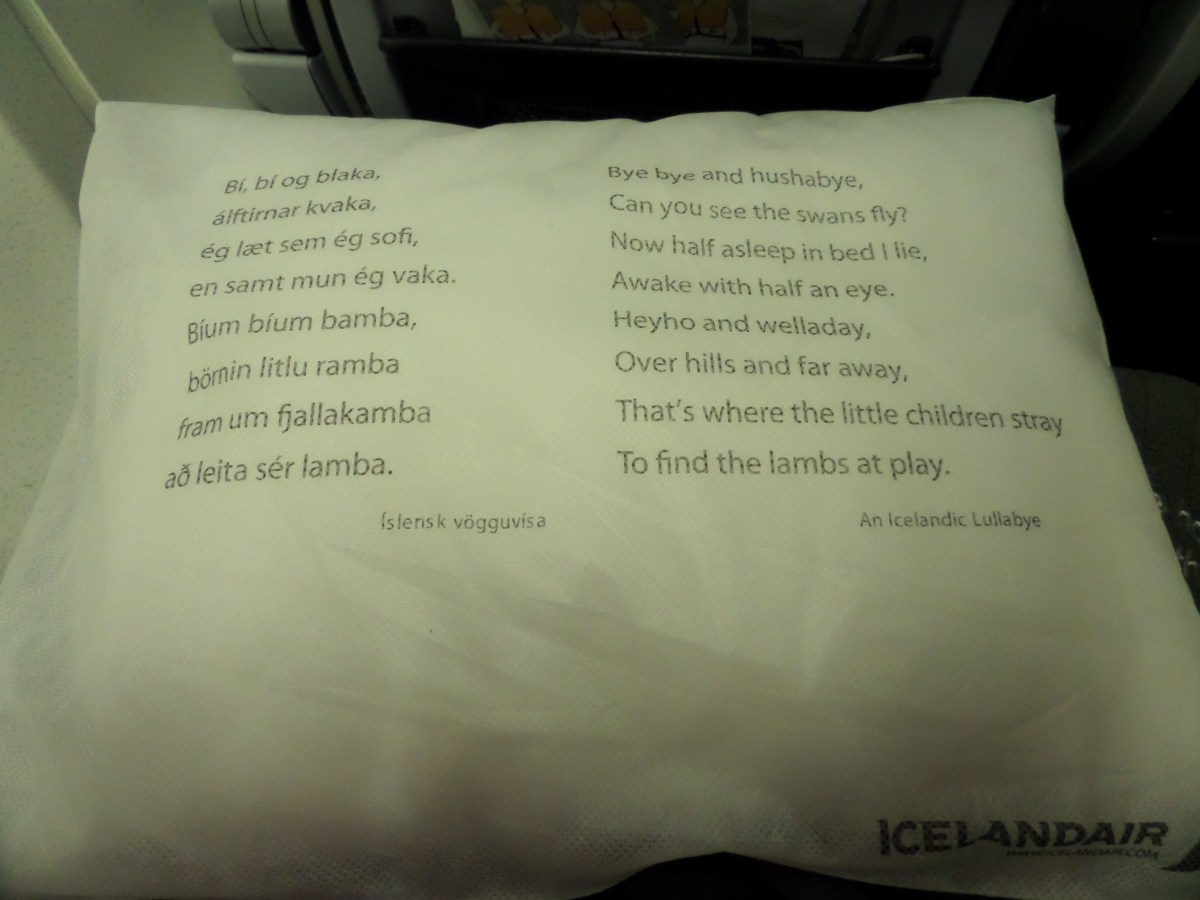 Bí, bí og blaka,
álftirnar kvaka,
ég læt sem ég sofi,
en samt mun ég vaka.
Bíum bíum bamba,
börnin litlu ramba
fram um fjallakamba
að leita sér lamba.
Íslensk vögguvísa
Bye bye and hushabye,
Can you see the swans fly?
Now half asleep in bed I lie,
Awake with half an eye.
Heyho and welladay,
Over hills and far away,
That's where the little children stray
To find the lambs at play.
An Icelandic Lullabye
ICELANDAIR
WWW.ICELANDAIR.COM